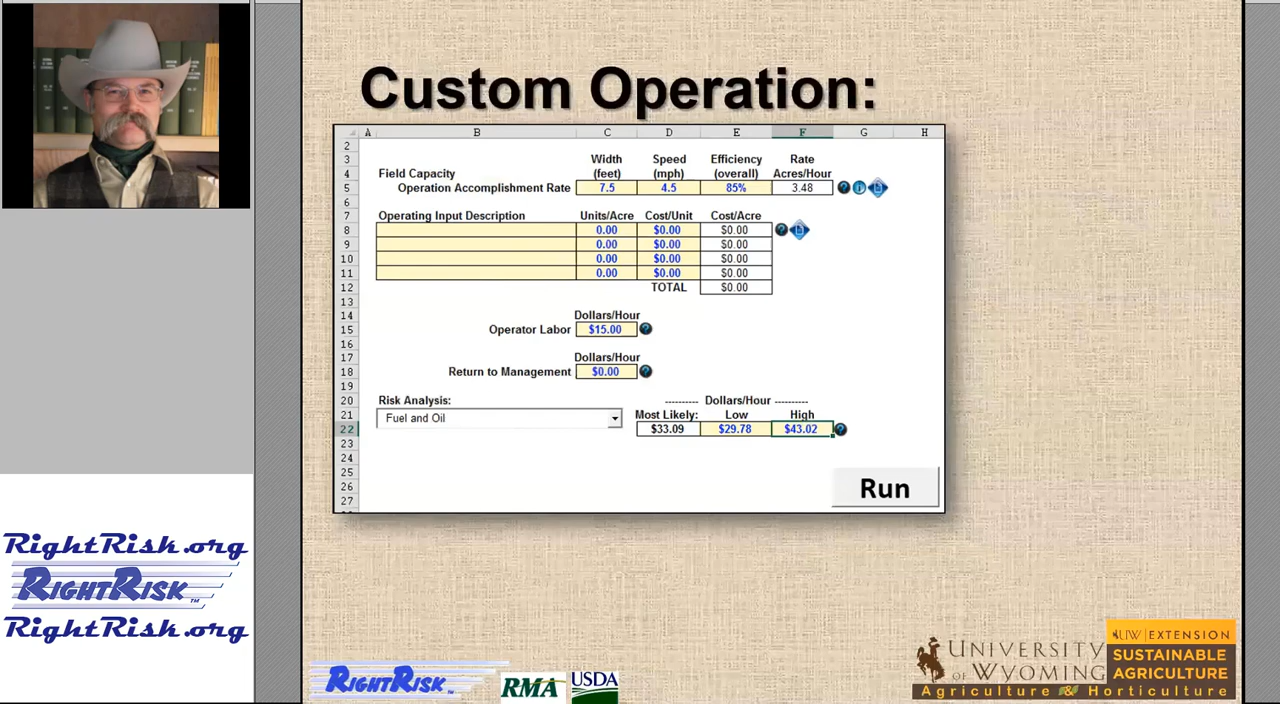 Custom Operation:
A B C D E F G H
2
3 Width Speed Efficiency Rate
4 Field Capacity (feet) (mph) (overall) Acres/Hour
5 Operation Accomplishment Rate 7.5 4.5 85% 3.48
6
7 Operating Input Description Units/Acre Cost/Unit Cost/Acre
8 0.00 $0.00 $0.00
9 0.00 $0.00 $0.00
10 0.00 $0.00 $0.00
11 0.00 $0.00 $0.00
12 TOTAL $0.00
13
14 Dollars/Hour
15 Operator Labor $15.00
16
17 Dollars/Hour
18 Return to Management $0.00
19
20 Risk Analysis: ---------- Dollars/Hour ----------
21 Fuel and Oil Most Likely: Low High
22 $33.09 $29.78 $43.02
23
24
25
26 Run
27
RightRisk.org
RightRisk™
RightRisk.org
RightRisk™
RMA
USDA
University of Wyoming
Agriculture & Horticulture
UW EXTENSION
SUSTAINABLE
AGRICULTURE